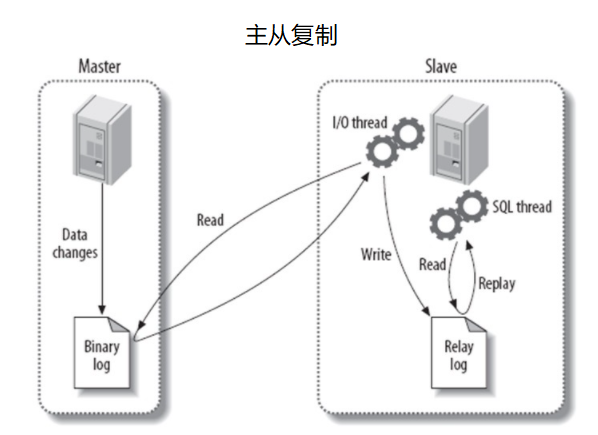 主从复制
Master
Slave
I/O thread
SQL thread
Read
Data
changes
Write
Read
Replay
Binary
log
Relay
log